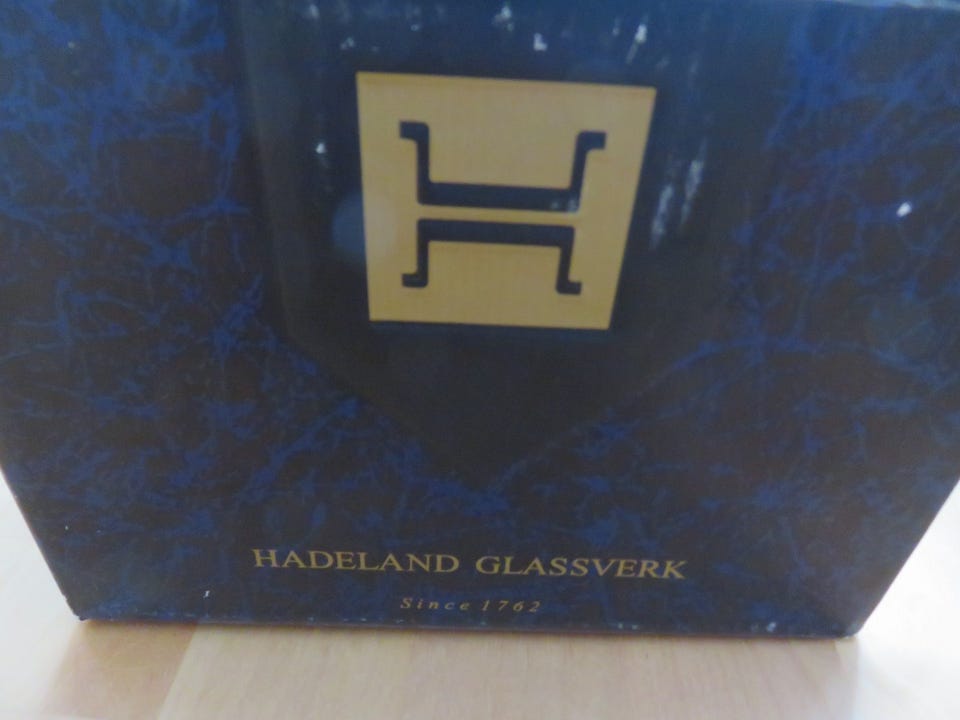 H
HADELAND GLASSVERK
Since 1762